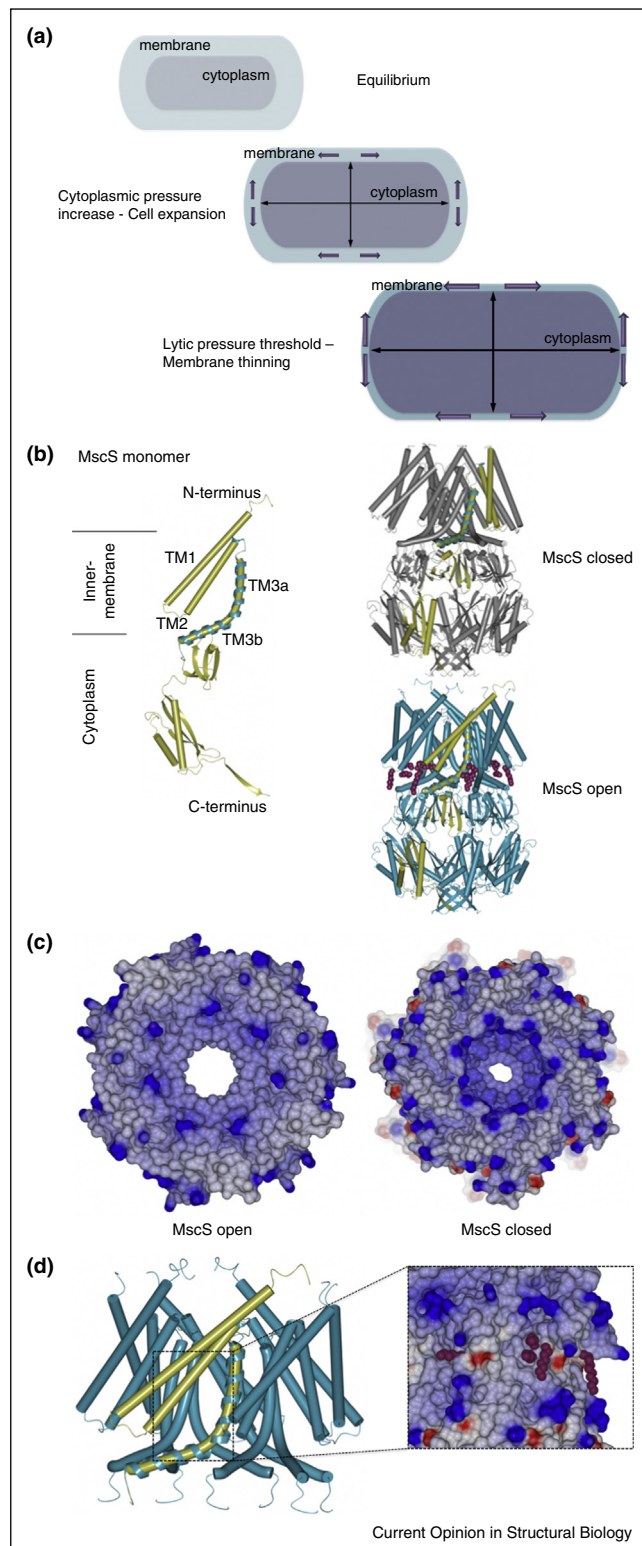 (a)
membrane
cytoplasm
Equilibrium
membrane
cytoplasm
Cytoplasmic pressure
increase - Cell expansion
membrane
cytoplasm
Lytic pressure threshold –
Membrane thinning
(b)
MscS monomer
N-terminus
Inner-
membrane
TM1
TM3a
TM2
TM3b
Cytoplasm
C-terminus
MscS closed
MscS open
(c)
MscS open
MscS closed
(d)
Current Opinion in Structural Biology